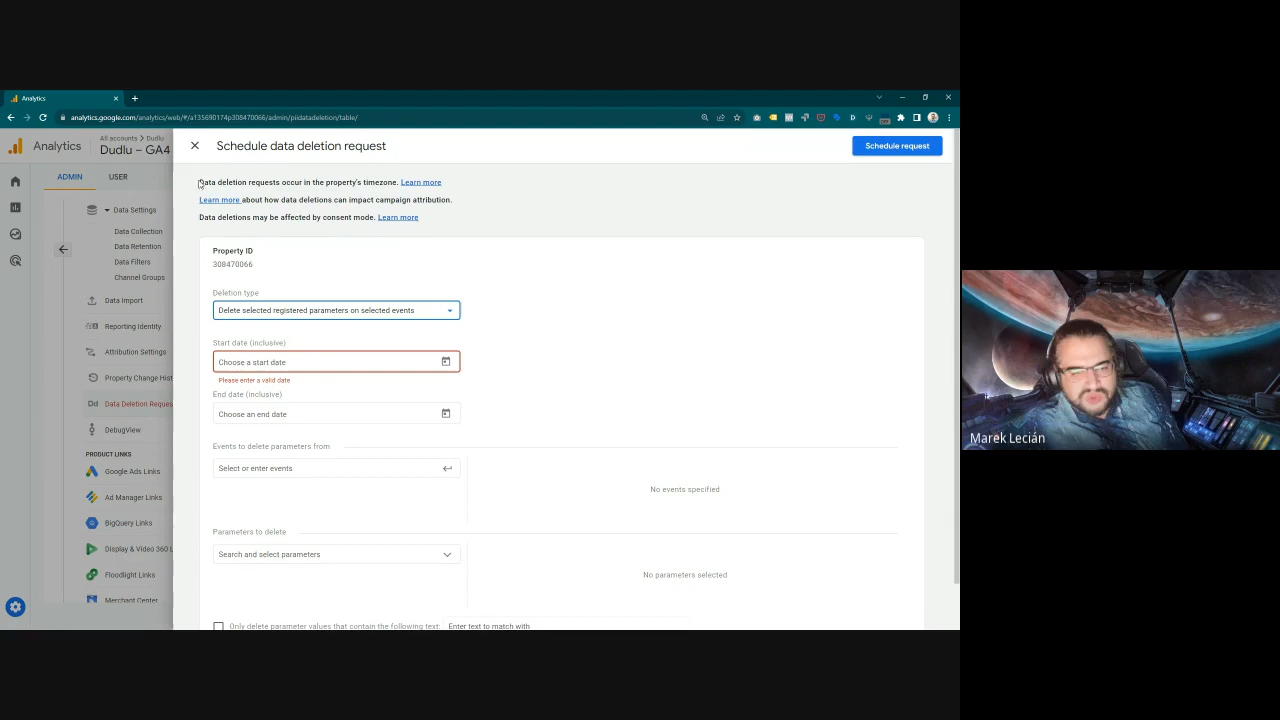 Analytics
analytics.google.com/analytics/web/#/a135690174p308470066/admin/piidatadeletion/table/
Analytics
All accounts > Dudlu
Dudlu – GA4
Schedule data deletion request
Schedule request
ADMIN
USER
Data Settings
Data Collection
Data Retention
Data Filters
Channel Groups
Data Import
Reporting Identity
Attribution Settings
Property Change Hist
Dd
Data Deletion Reques
DebugView
PRODUCT LINKS
Google Ads Links
Ad Manager Links
BigQuery Links
Display & Video 360 L
Floodlight Links
Merchant Center
Data deletion requests occur in the property's timezone. Learn more
Learn more about how data deletions can impact campaign attribution.
Data deletions may be affected by consent mode. Learn more
Property ID
308470066
Deletion type
Delete selected registered parameters on selected events
Start date (inclusive)
Choose a start date
Please enter a valid date
End date (inclusive)
Choose an end date
Events to delete parameters from
Select or enter events
No events specified
Parameters to delete
Search and select parameters
No parameters selected
Only delete parameter values that contain the following text:
Enter text to match with
Marek Lecián